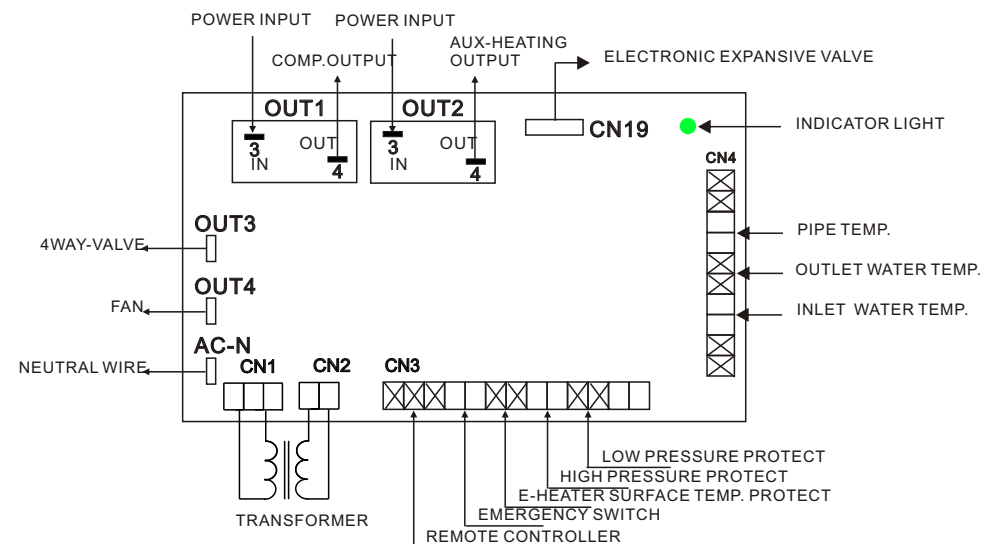 POWER INPUT
POWER INPUT
COMP.OUTPUT
AUX-HEATING
OUTPUT
ELECTRONIC EXPANSIVE VALVE
OUT1
OUT2
3
IN
OUT
4
3
IN
OUT
4
CN19
INDICATOR LIGHT
CN4
OUT3
4WAY-VALVE
PIPE TEMP.
OUTLET WATER TEMP.
OUT4
FAN
INLET WATER TEMP.
AC-N
NEUTRAL WIRE
CN1
CN2
CN3
LOW PRESSURE PROTECT
HIGH PRESSURE PROTECT
E-HEATER SURFACE TEMP. PROTECT
EMERGENCY SWITCH
TRANSFORMER
REMOTE CONTROLLER